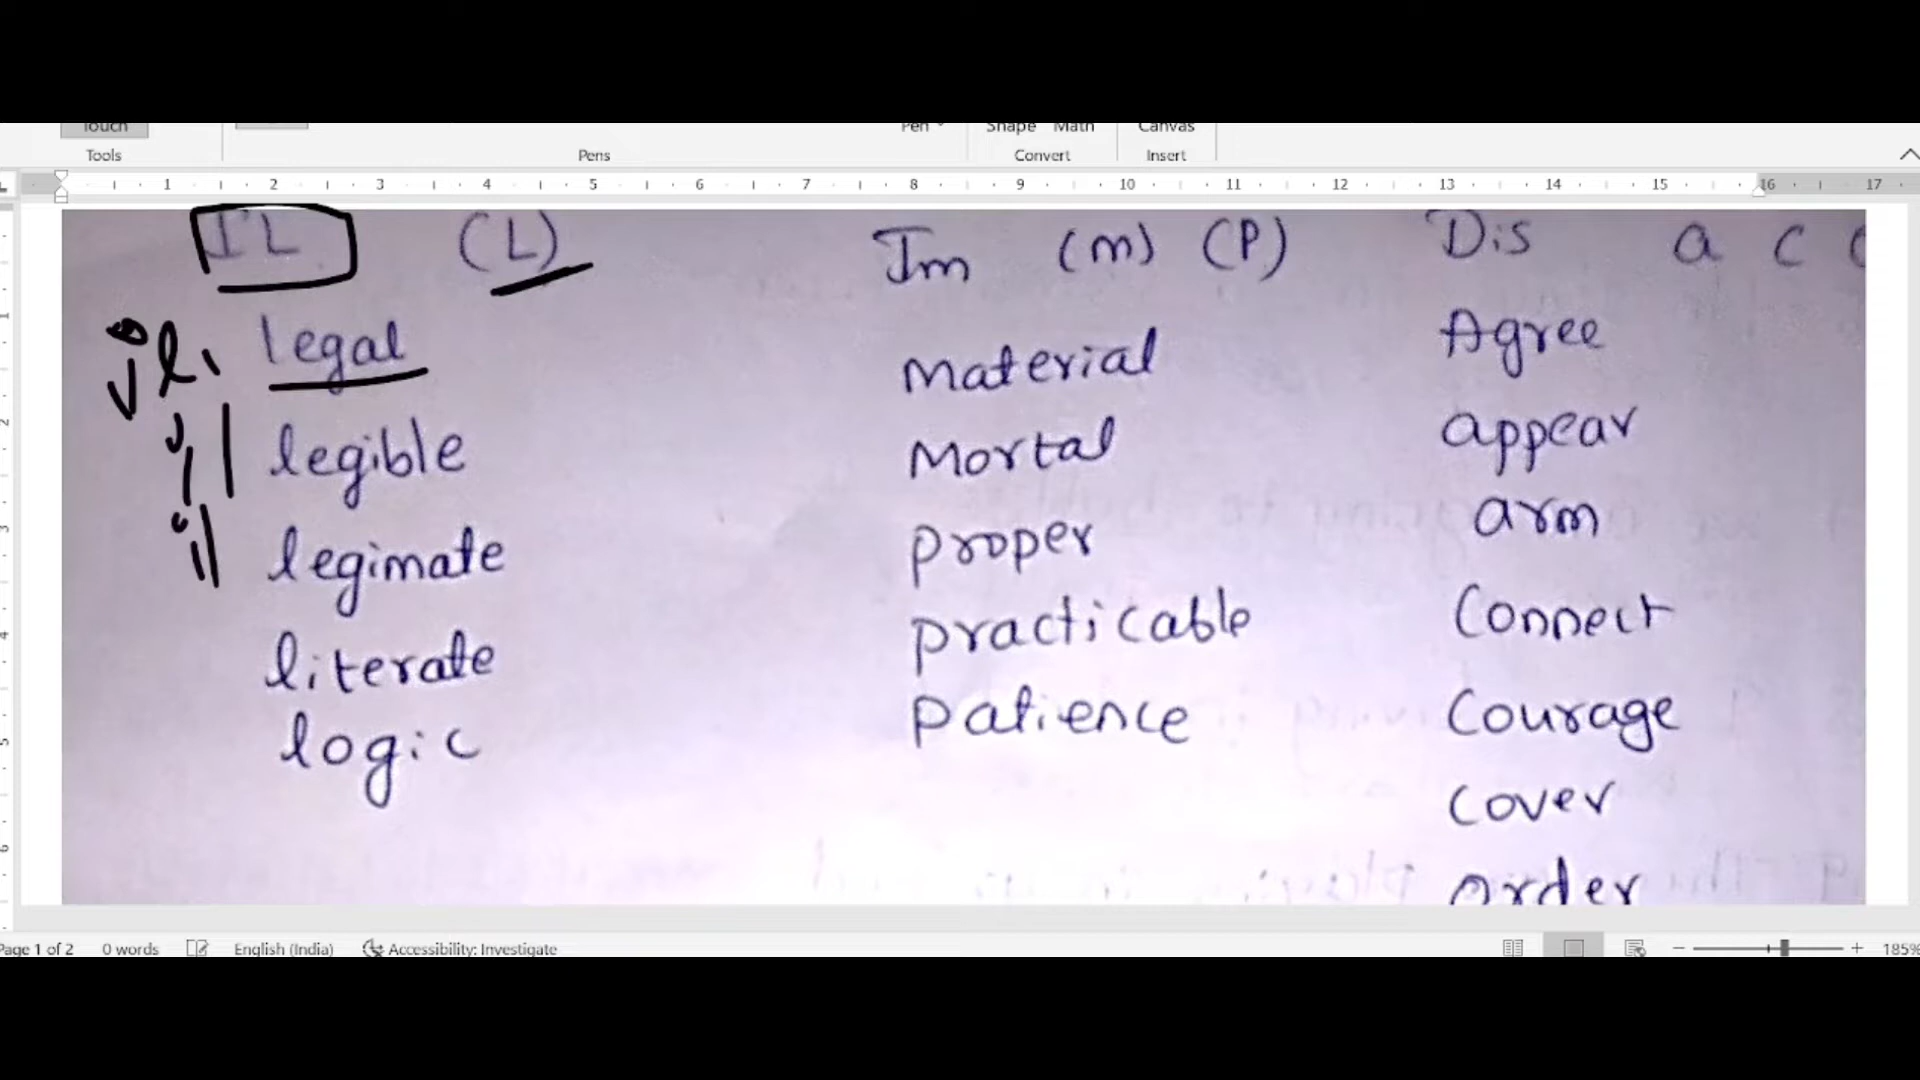 Touch Pen Shape Math Canvas
Tools Pens Convert Insert
1 2 3 4 5 6 7 8 9 10 11 12 13 14 15 16 17
IL (L) Im (m) (P) Dis a c
il legal Material Agree
il legible Mortal appear
il legimate proper arm
literate practicable Connect
logic patience Courage
Cover
order
Page 1 of 2 0 words English (India) Accessibility: Investigate 185%